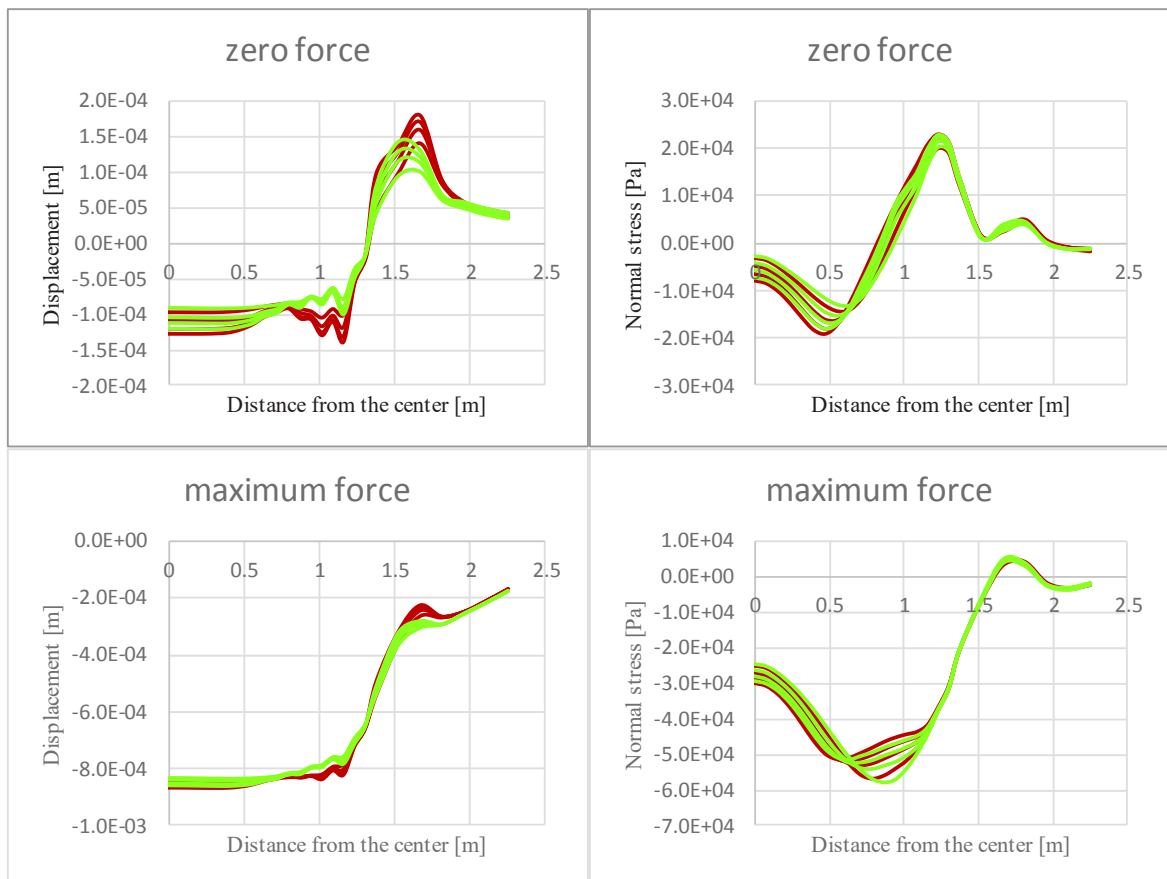 zero force
2.0E-04
1.5E-04
1.0E-04
5.0E-05
0.0E+00
-5.0E-05
-1.0E-04
-1.5E-04
-2.0E-04
0 0.5 1 1.5 2 2.5
Displacement [m]
Distance from the center [m]
zero force
3.0E+04
2.0E+04
1.0E+04
0.0E+00
-1.0E+04
-2.0E+04
-3.0E+04
0 0.5 1 1.5 2 2.5
Normal stress [Pa]
Distance from the center [m]
maximum force
0.0E+00
-2.0E-04
-4.0E-04
-6.0E-04
-8.0E-04
-1.0E-03
0 0.5 1 1.5 2 2.5
Displacement [m]
Distance from the center [m]
maximum force
1.0E+04
0.0E+00
-1.0E+04
-2.0E+04
-3.0E+04
-4.0E+04
-5.0E+04
-6.0E+04
-7.0E+04
0 0.5 1 1.5 2 2.5
Normal stress [Pa]
Distance from the center [m]